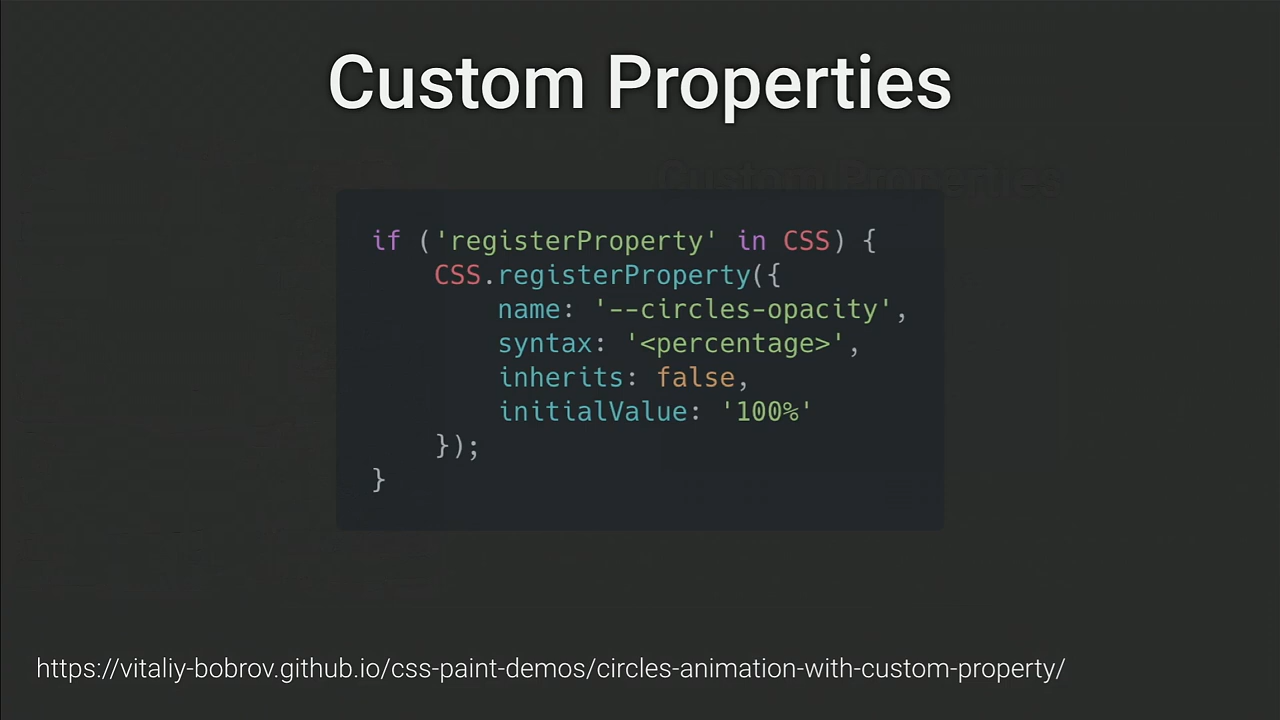 Custom Properties
if ('registerProperty' in CSS) {
    CSS.registerProperty({
        name: '--circles-opacity',
        syntax: '<percentage>',
        inherits: false,
        initialValue: '100%'
    });
}
https://vitaliy-bobrov.github.io/css-paint-demos/circles-animation-with-custom-property/